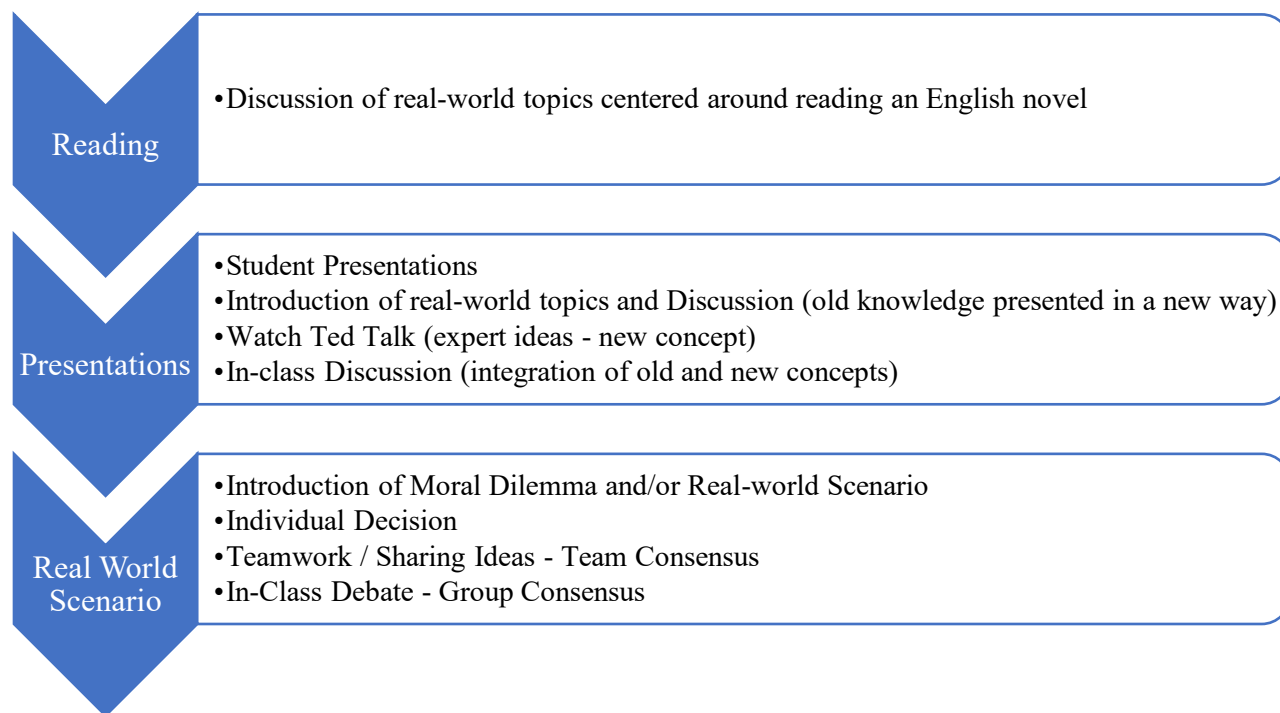 Reading
•Discussion of real-world topics centered around reading an English novel
Presentations
•Student Presentations
•Introduction of real-world topics and Discussion (old knowledge presented in a new way)
•Watch Ted Talk (expert ideas - new concept)
•In-class Discussion (integration of old and new concepts)
Real World
Scenario
•Introduction of Moral Dilemma and/or Real-world Scenario
•Individual Decision
•Teamwork / Sharing Ideas - Team Consensus
•In-Class Debate - Group Consensus